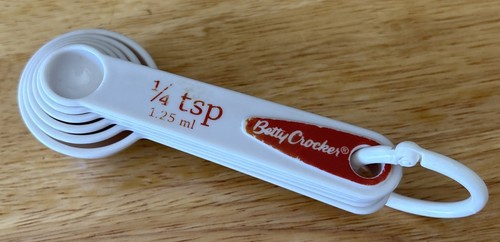 ¼ tsp
1.25 ml
Betty Crocker®